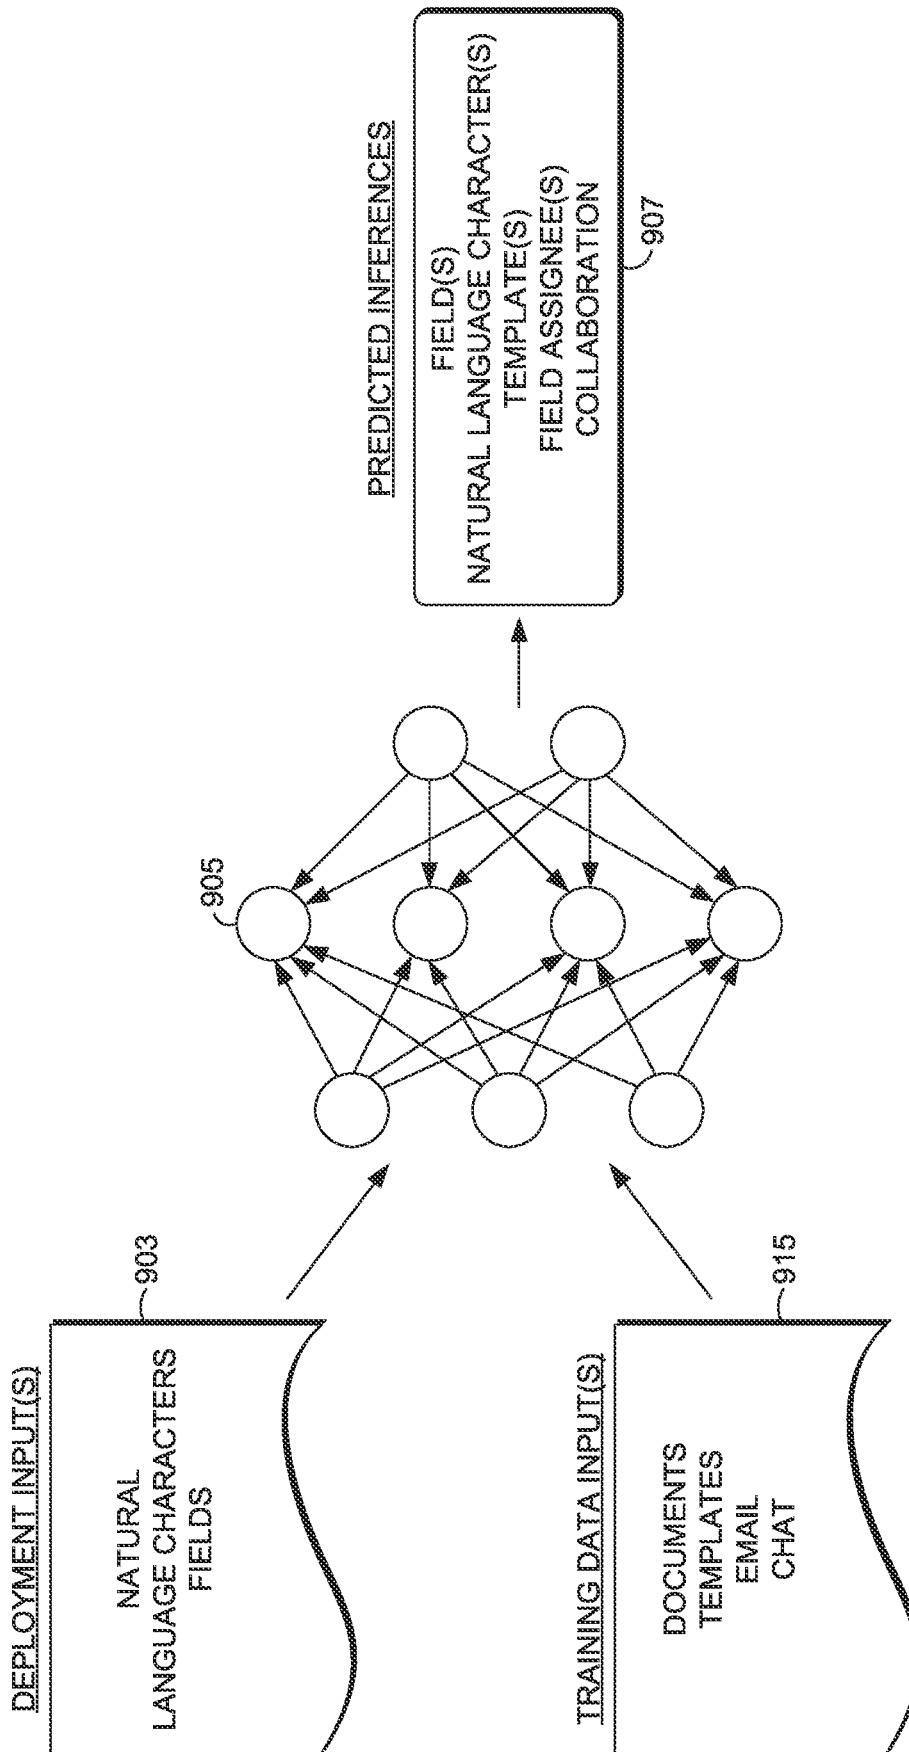 DEPLOYMENT INPUT(S)
NATURAL
LANGUAGE CHARACTERS
FIELDS
903
TRAINING DATA INPUT(S)
DOCUMENTS
TEMPLATES
EMAIL
CHAT
915
905
PREDICTED INFERENCES
FIELD(S)
NATURAL LANGUAGE CHARACTER(S)
TEMPLATE(S)
FIELD ASSIGNEE(S)
COLLABORATION
907